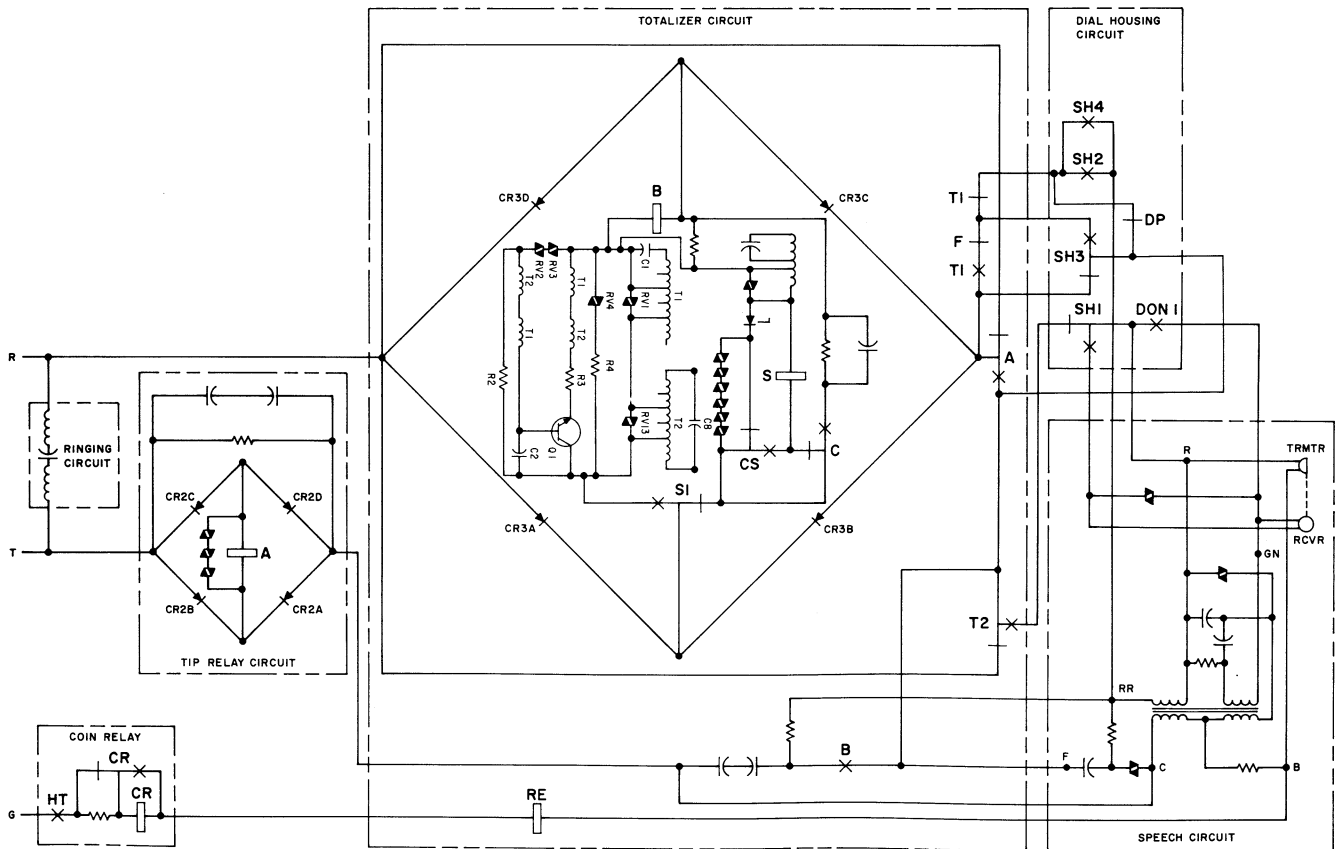 TOTALIZER CIRCUIT
DIAL HOUSING
CIRCUIT
SH4
SH2
T1
DP
F
SH3
T1
SH1
DON 1
A
CR3D
B
CR3C
RV2
RV3
C1
T2
T1
RV4
RV1
T1
T1
T2
L
R2
R3
R4
S
RV13
T2
C8
C2
Q1
CS
C
S1
CR3A
CR3B
R
RINGING
CIRCUIT
T
CR2C
CR2D
A
CR2B
CR2A
TIP RELAY CIRCUIT
R
TRMTR
RCVR
GN
T2
RR
B
F
C
B
SPEECH CIRCUIT
COIN RELAY
CR
HT
CR
G
RE